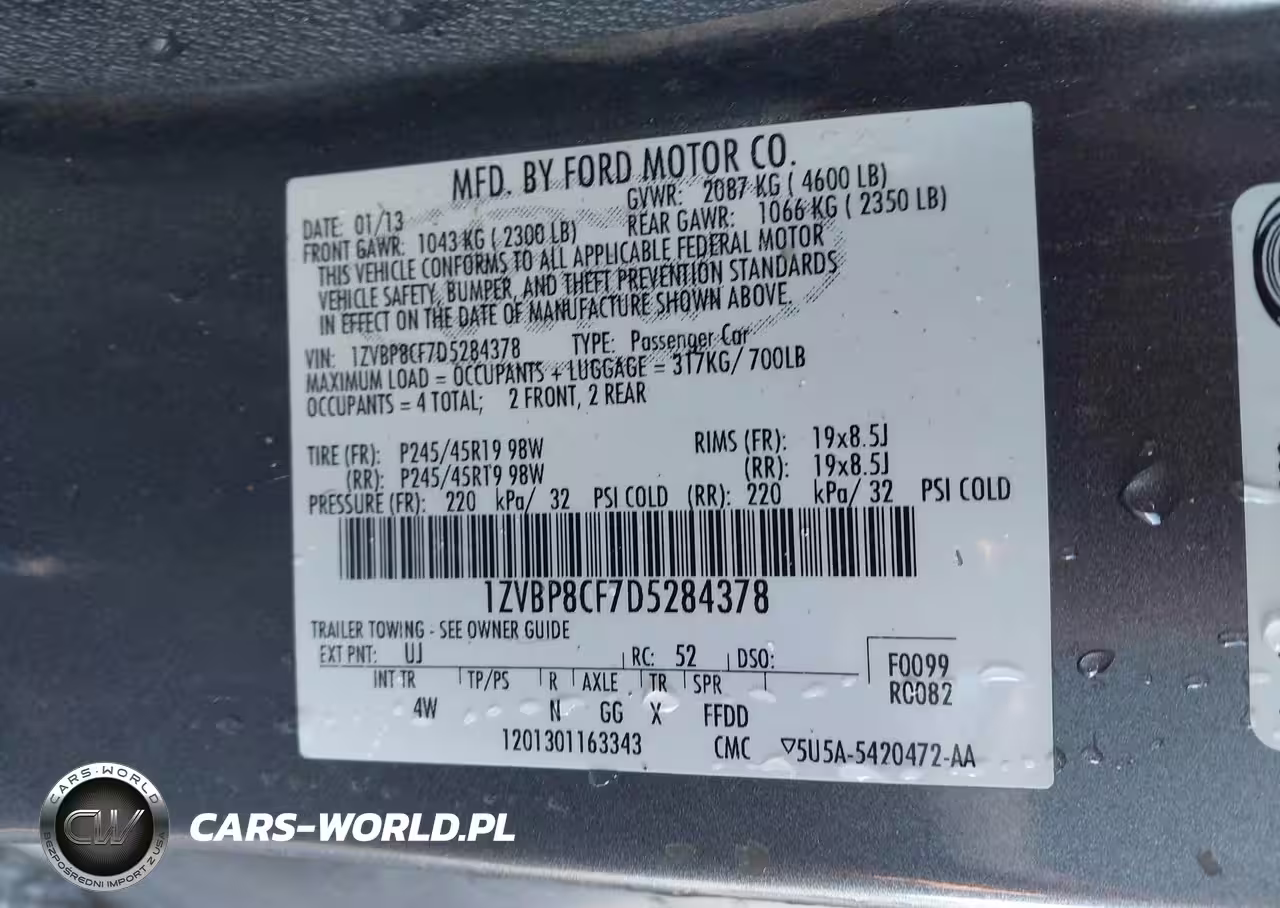 MFD. BY FORD MOTOR CO.
DATE: 01/13 GVWR: 2087 KG ( 4600 LB)
FRONT GAWR: 1043 KG ( 2300 LB) REAR GAWR: 1066 KG ( 2350 LB)
THIS VEHICLE CONFORMS TO ALL APPLICABLE FEDERAL MOTOR
VEHICLE SAFETY, BUMPER, AND THEFT PREVENTION STANDARDS
IN EFFECT ON THE DATE OF MANUFACTURE SHOWN ABOVE.
VIN: 1ZVBP8CF7D5284378 TYPE: Passenger Car
MAXIMUM LOAD = OCCUPANTS + LUGGAGE = 317KG/ 700LB
OCCUPANTS = 4 TOTAL; 2 FRONT, 2 REAR
TIRE (FR): P245/45R19 98W RIMS (FR): 19x8.5J
(RR): P245/45R19 98W (RR): 19x8.5J
PRESSURE (FR): 220 kPa/ 32 PSI COLD (RR): 220 kPa/ 32 PSI COLD
1ZVBP8CF7D5284378
TRAILER TOWING - SEE OWNER GUIDE
EXT PNT: UJ RC: 52 DSO: F0099
INT TR TP/PS R AXLE TR SPR RC082
4W N GG X FFDD
1201301163343 CMC ▽5U5A-5420472-AA
CARS-WORLD
CW
BEZPOŚREDNI IMPORT Z USA
CARS-WORLD.PL